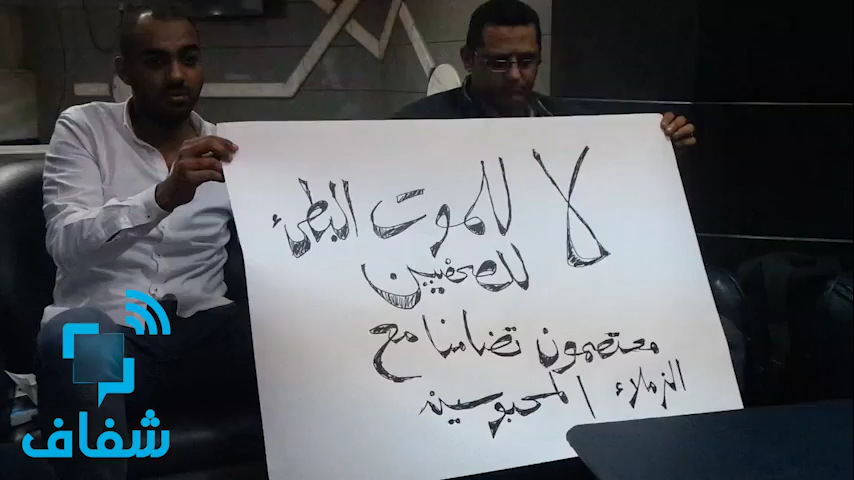 لا للموت البطئ
للصحفيين
معتصمون تضامنا مع
الزملاء المحبوسين
شفاف